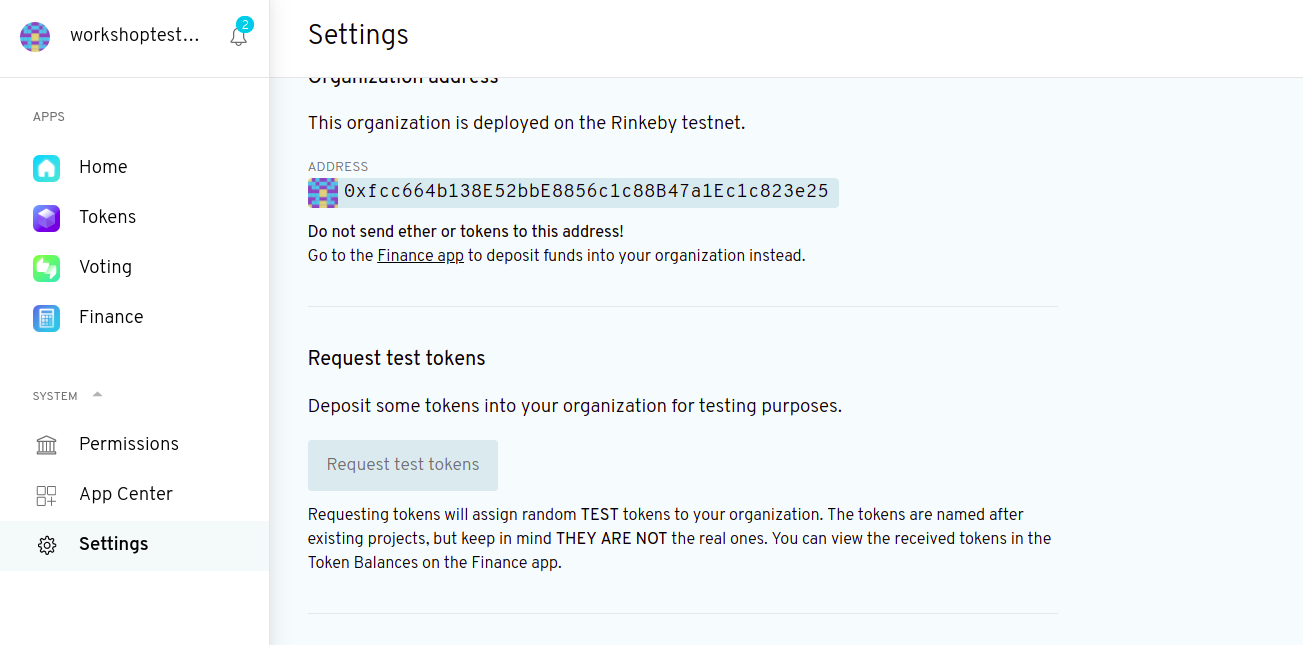 workshoptest...
2
Settings
APPS
Home
Tokens
Voting
Finance
SYSTEM
Permissions
App Center
Settings
Organization address
This organization is deployed on the Rinkeby testnet.
ADDRESS
0xfcc664b138E52bbE8856c1c88B47a1Ec1c823e25
Do not send ether or tokens to this address!
Go to the Finance app to deposit funds into your organization instead.
Request test tokens
Deposit some tokens into your organization for testing purposes.
Request test tokens
Requesting tokens will assign random TEST tokens to your organization. The tokens are named after
existing projects, but keep in mind THEY ARE NOT the real ones. You can view the received tokens in the
Token Balances on the Finance app.